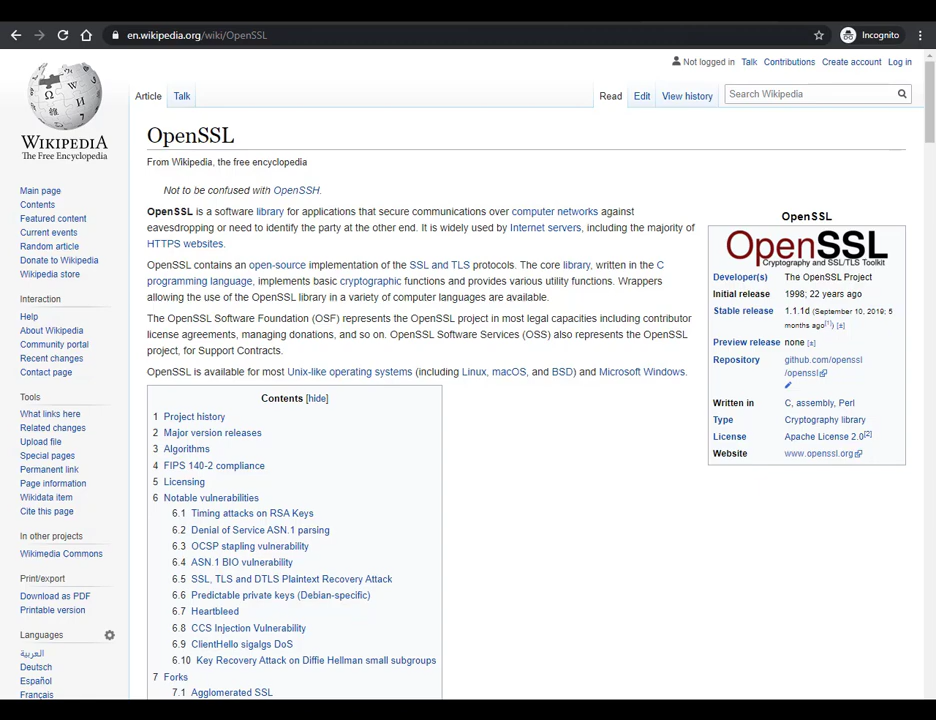 en.wikipedia.org/wiki/OpenSSL
Incognito
Not logged in Talk Contributions Create account Log in
Article Talk
Read Edit View history
Search Wikipedia
WIKIPEDIA
The Free Encyclopedia
Main page
Contents
Featured content
Current events
Random article
Donate to Wikipedia
Wikipedia store
Interaction
Help
About Wikipedia
Community portal
Recent changes
Contact page
Tools
What links here
Related changes
Upload file
Special pages
Permanent link
Page information
Wikidata item
Cite this page
In other projects
Wikimedia Commons
Print/export
Download as PDF
Printable version
Languages
العربية
Deutsch
Español
Français
OpenSSL
From Wikipedia, the free encyclopedia
Not to be confused with OpenSSH.
OpenSSL is a software library for applications that secure communications over computer networks against
eavesdropping or need to identify the party at the other end. It is widely used by Internet servers, including the majority of
HTTPS websites.
OpenSSL contains an open-source implementation of the SSL and TLS protocols. The core library, written in the C
programming language, implements basic cryptographic functions and provides various utility functions. Wrappers
allowing the use of the OpenSSL library in a variety of computer languages are available.
The OpenSSL Software Foundation (OSF) represents the OpenSSL project in most legal capacities including contributor
license agreements, managing donations, and so on. OpenSSL Software Services (OSS) also represents the OpenSSL
project, for Support Contracts.
OpenSSL is available for most Unix-like operating systems (including Linux, macOS, and BSD) and Microsoft Windows.
Contents [hide]
1 Project history
2 Major version releases
3 Algorithms
4 FIPS 140-2 compliance
5 Licensing
6 Notable vulnerabilities
6.1 Timing attacks on RSA Keys
6.2 Denial of Service ASN.1 parsing
6.3 OCSP stapling vulnerability
6.4 ASN.1 BIO vulnerability
6.5 SSL, TLS and DTLS Plaintext Recovery Attack
6.6 Predictable private keys (Debian-specific)
6.7 Heartbleed
6.8 CCS Injection Vulnerability
6.9 ClientHello sigalgs DoS
6.10 Key Recovery Attack on Diffie Hellman small subgroups
7 Forks
7.1 Agglomerated SSL
OpenSSL
OpenSSL
Cryptography and SSL/TLS Toolkit
Developer(s) The OpenSSL Project
Initial release 1998; 22 years ago
Stable release 1.1.1d (September 10, 2019; 5
months ago[1]) [±]
Preview release none [±]
Repository github.com/openssl
/openssl
Written in C, assembly, Perl
Type Cryptography library
License Apache License 2.0[2]
Website www.openssl.org